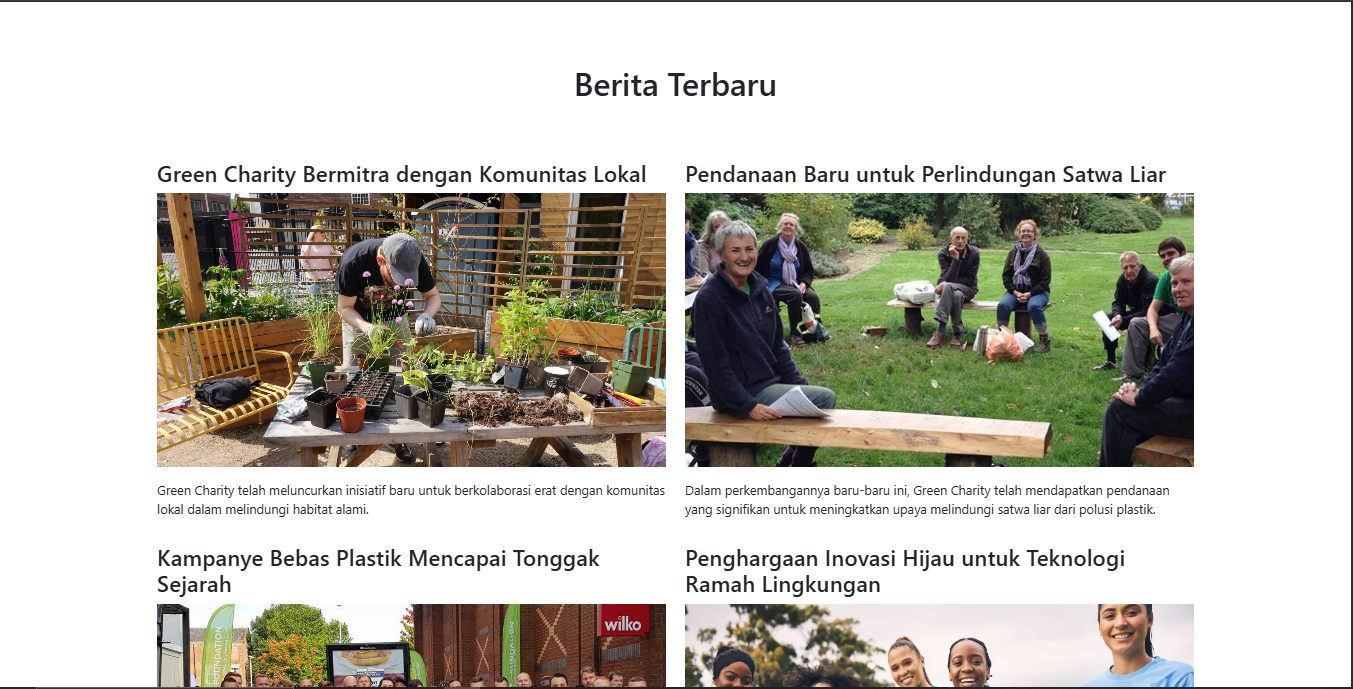 Berita Terbaru
Green Charity Bermitra dengan Komunitas Lokal
Pendanaan Baru untuk Perlindungan Satwa Liar
Green Charity telah meluncurkan inisiatif baru untuk berkolaborasi erat dengan komunitas
lokal dalam melindungi habitat alami.
Dalam perkembangannya baru-baru ini, Green Charity telah mendapatkan pendanaan
yang signifikan untuk meningkatkan upaya melindungi satwa liar dari polusi plastik.
Kampanye Bebas Plastik Mencapai Tonggak
Sejarah
Penghargaan Inovasi Hijau untuk Teknologi
Ramah Lingkungan
FOUNDATION
wilko